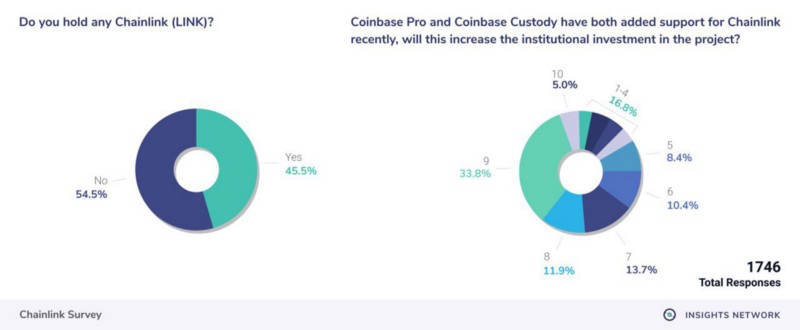 Do you hold any Chainlink (LINK)?
Yes
45.5%
No
54.5%
Coinbase Pro and Coinbase Custody have both added support for Chainlink
recently, will this increase the institutional investment in the project?
10
5.0%
1-4
16.8%
5
8.4%
6
10.4%
7
13.7%
8
11.9%
9
33.8%
1746
Total Responses
Chainlink Survey
INSIGHTS NETWORK